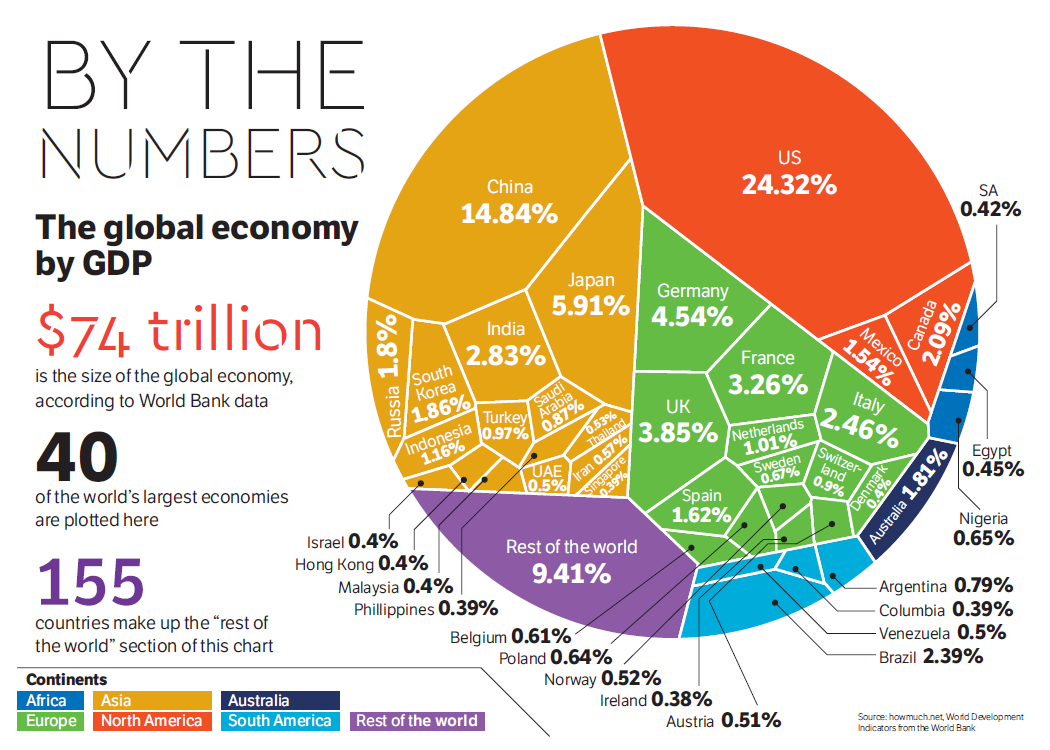 BY THE
NUMBERS
The global economy
by GDP
$74 trillion
is the size of the global economy,
according to World Bank data
40
of the world's largest economies
are plotted here
155
countries make up the "rest of
the world" section of this chart
China
14.84%
US
24.32%
SA
0.42%
Japan
5.91%
Germany
4.54%
India
2.83%
Russia 1.8%
South
Korea
1.86%
France
3.26%
Mexico
1.54%
Canada
2.09%
Italy
2.46%
UK
3.85%
Turkey
0.97%
Saudi
Arabia
0.87%
0.53%
Thailand
Indonesia
1.16%
UAE
0.5%
Iran 0.57%
Singapore
0.39%
Netherlands
1.01%
Sweden
0.67%
Switzer-
land
0.9%
Denmark
0.4%
Spain
1.62%
Australia 1.81%
Egypt
0.45%
Nigeria
0.65%
Rest of the world
9.41%
Israel 0.4%
Hong Kong 0.4%
Malaysia 0.4%
Phillippines 0.39%
Belgium 0.61%
Poland 0.64%
Norway 0.52%
Ireland 0.38%
Austria 0.51%
Argentina 0.79%
Columbia 0.39%
Venezuela 0.5%
Brazil 2.39%
Contents
Africa Asia Australia
Europe North America South America Rest of the world
Source: howmuch.net, World Development
Indicators from the World Bank